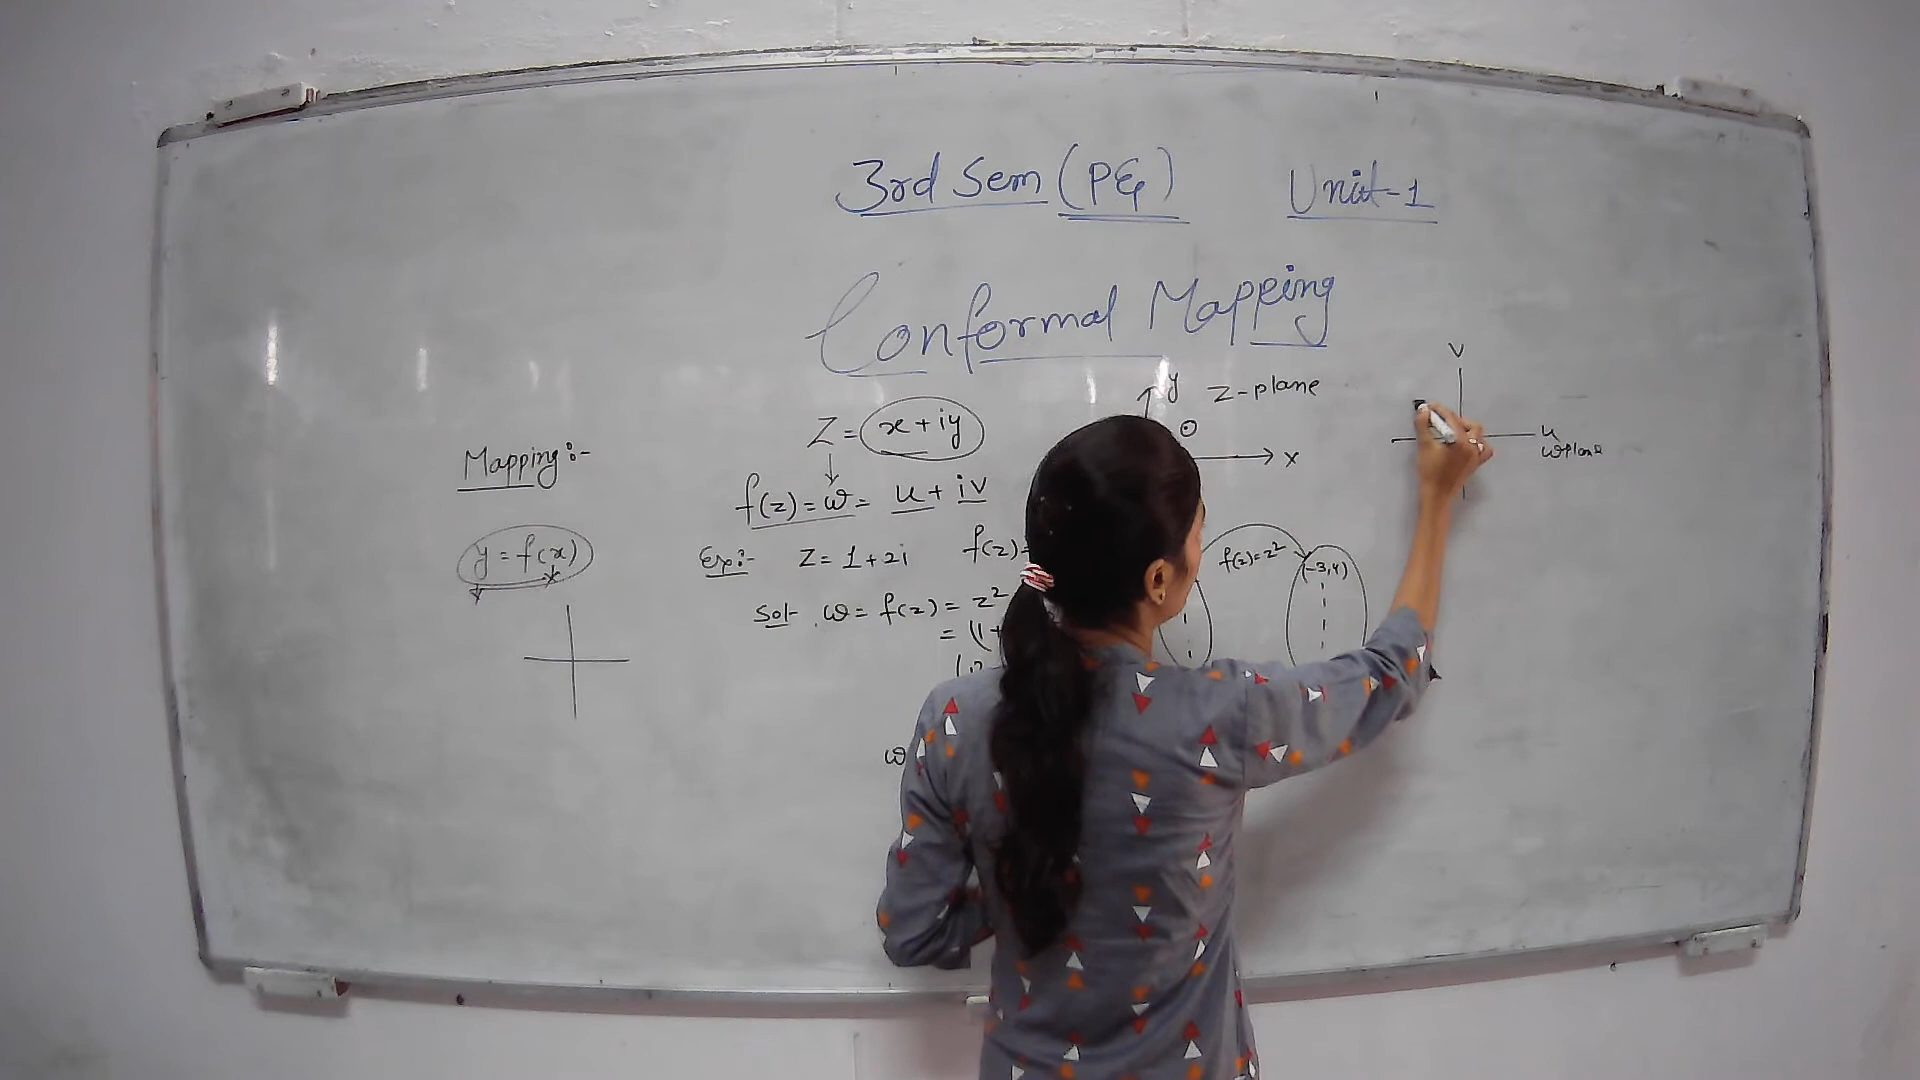 3rd Sem (PE) Unit-1
Conformal Mapping
Mapping:-
y = f(x)
Z = x + iy
f(z) = ω = u + iv
Exp:- Z = 1 + 2i f(z) =
Sol- ω = f(z) = z²
= (1+
ω
y Z-plane
x
f(z) = z²
(-3,4)
v
u
ω plane